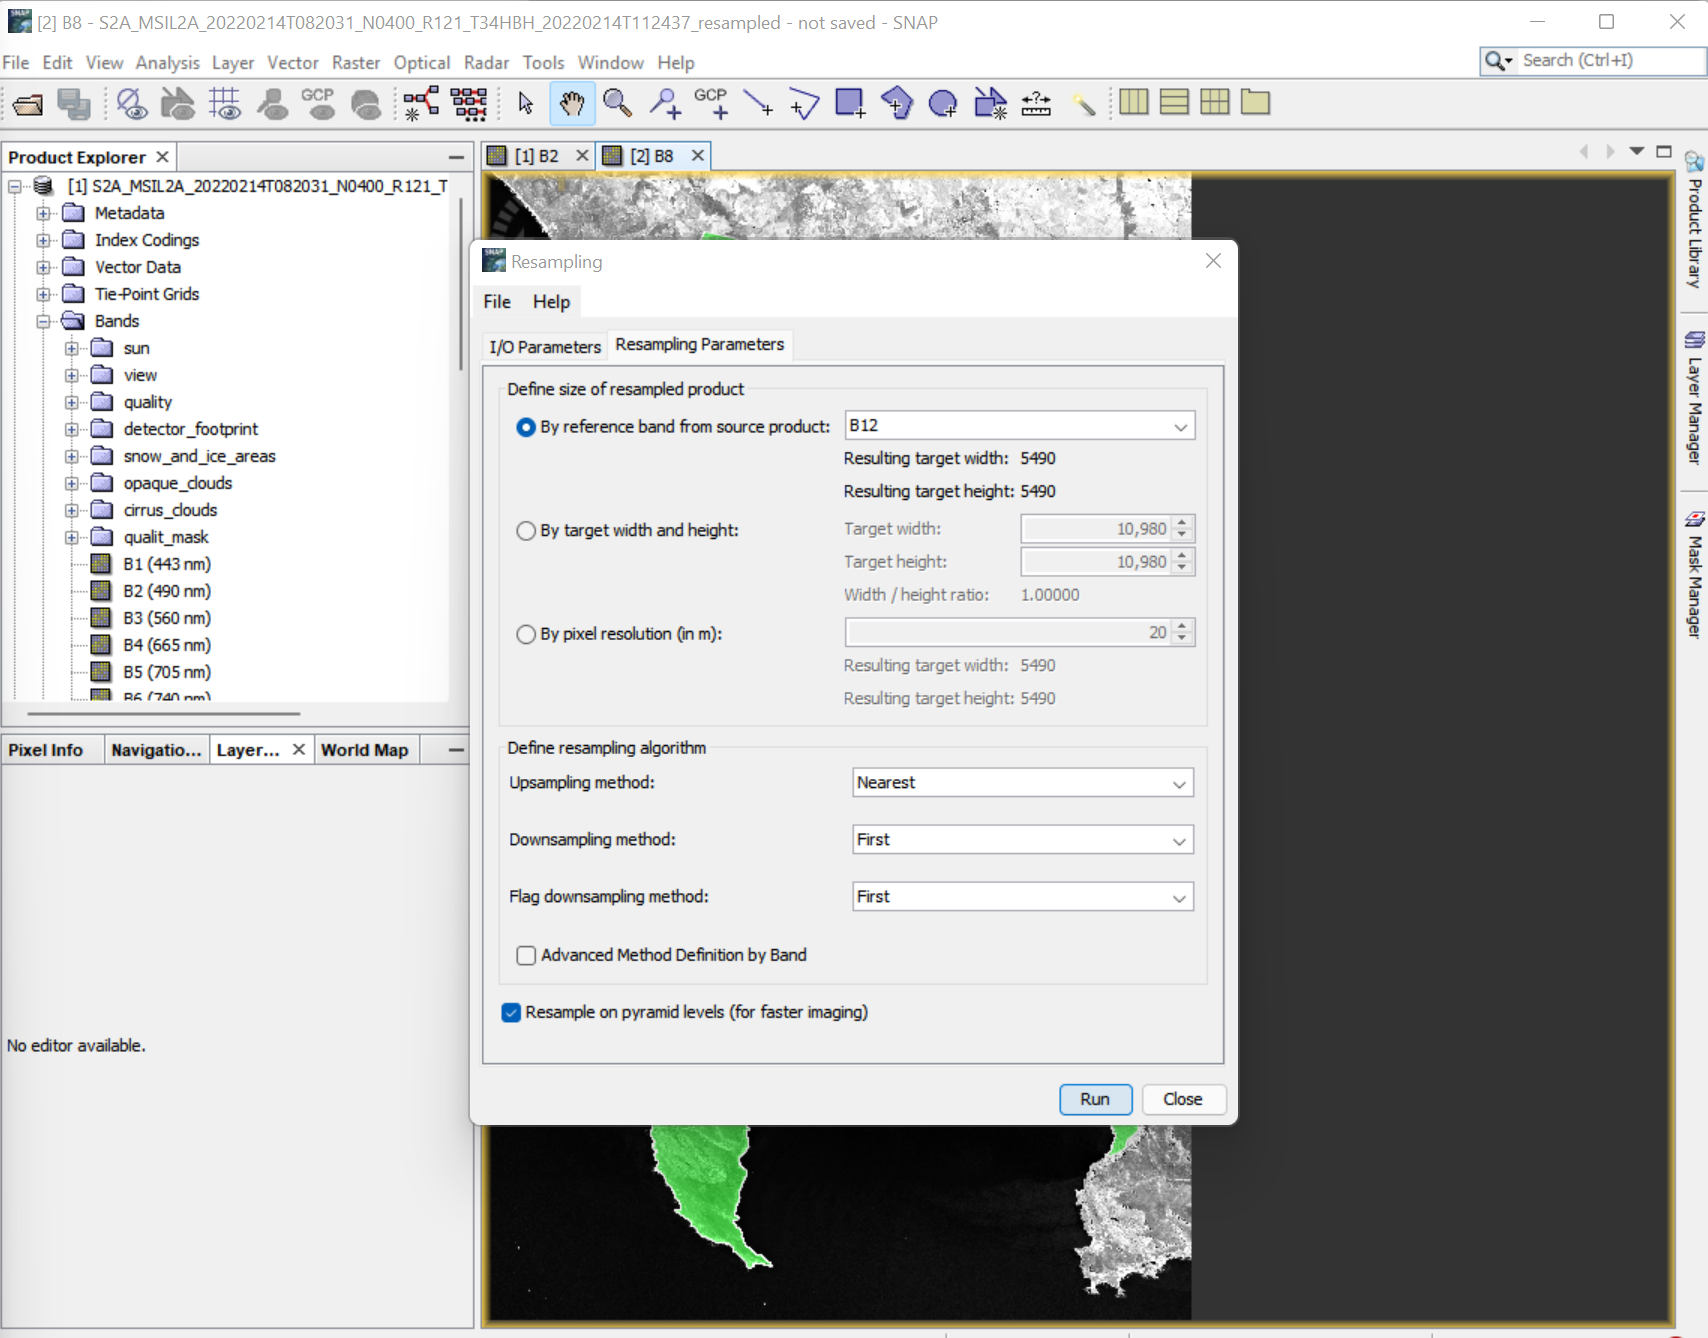 [2] B8 - S2A_MSIL2A_20220214T082031_N0400_R121_T34HBH_20220214T112437_resampled - not saved - SNAP
File Edit View Analysis Layer Vector Raster Optical Radar Tools Window Help
Search (Ctrl+I)
GCP GCP
Product Explorer
[1] B2 [2] B8
[1] S2A_MSIL2A_20220214T082031_N0400_R121_T
Metadata
Index Codings
Vector Data
Tie-Point Grids
Bands
sun
view
quality
detector_footprint
snow_and_ice_areas
opaque_clouds
cirrus_clouds
qualit_mask
B1 (443 nm)
B2 (490 nm)
B3 (560 nm)
B4 (665 nm)
B5 (705 nm)
B6 (740 nm)
Pixel Info Navigatio... Layer... World Map
No editor available.
Resampling
File Help
I/O Parameters Resampling Parameters
Define size of resampled product
By reference band from source product: B12
Resulting target width: 5490
Resulting target height: 5490
By target width and height: Target width: 10,980
Target height: 10,980
Width / height ratio: 1.00000
By pixel resolution (in m): 20
Resulting target width: 5490
Resulting target height: 5490
Define resampling algorithm
Upsampling method: Nearest
Downsampling method: First
Flag downsampling method: First
Advanced Method Definition by Band
Resample on pyramid levels (for faster imaging)
Run Close
Product Library
Layer Manager
Mask Manager